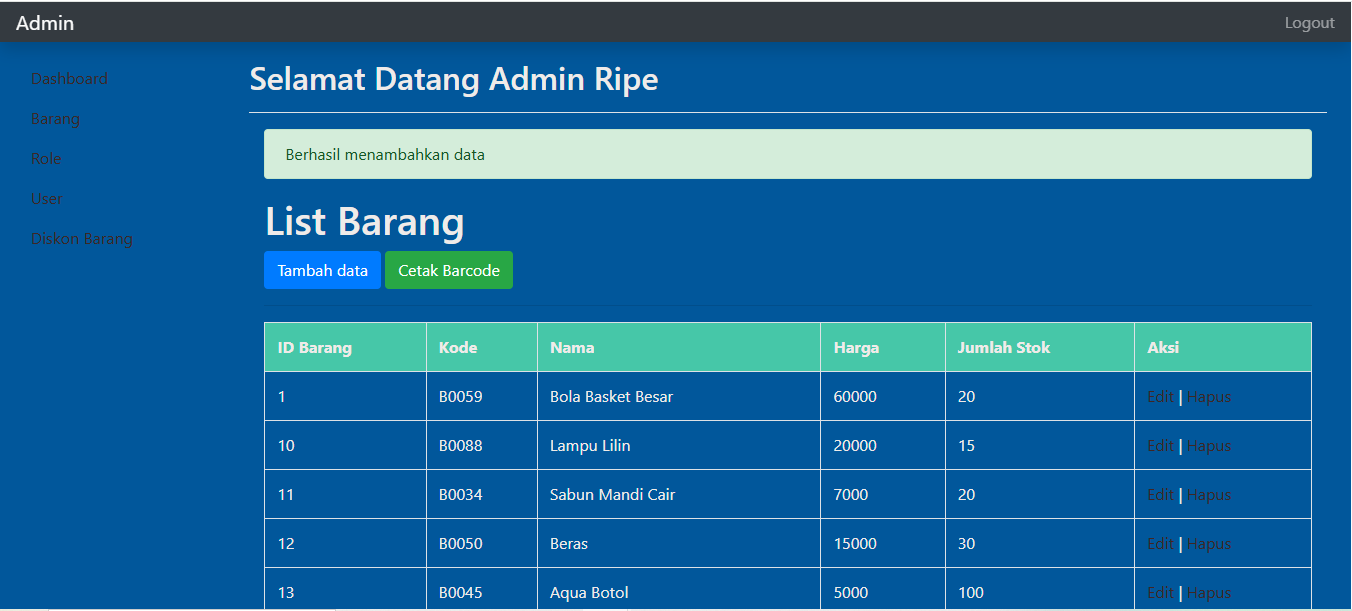 Admin Logout
Dashboard
Barang
Role
User
Diskon Barang
Selamat Datang Admin Ripe
Berhasil menambahkan data
List Barang
Tambah data Cetak Barcode
ID Barang Kode Nama Harga Jumlah Stok Aksi
1 B0059 Bola Basket Besar 60000 20 Edit | Hapus
10 B0088 Lampu Lilin 20000 15 Edit | Hapus
11 B0034 Sabun Mandi Cair 7000 20 Edit | Hapus
12 B0050 Beras 15000 30 Edit | Hapus
13 B0045 Aqua Botol 5000 100 Edit | Hapus